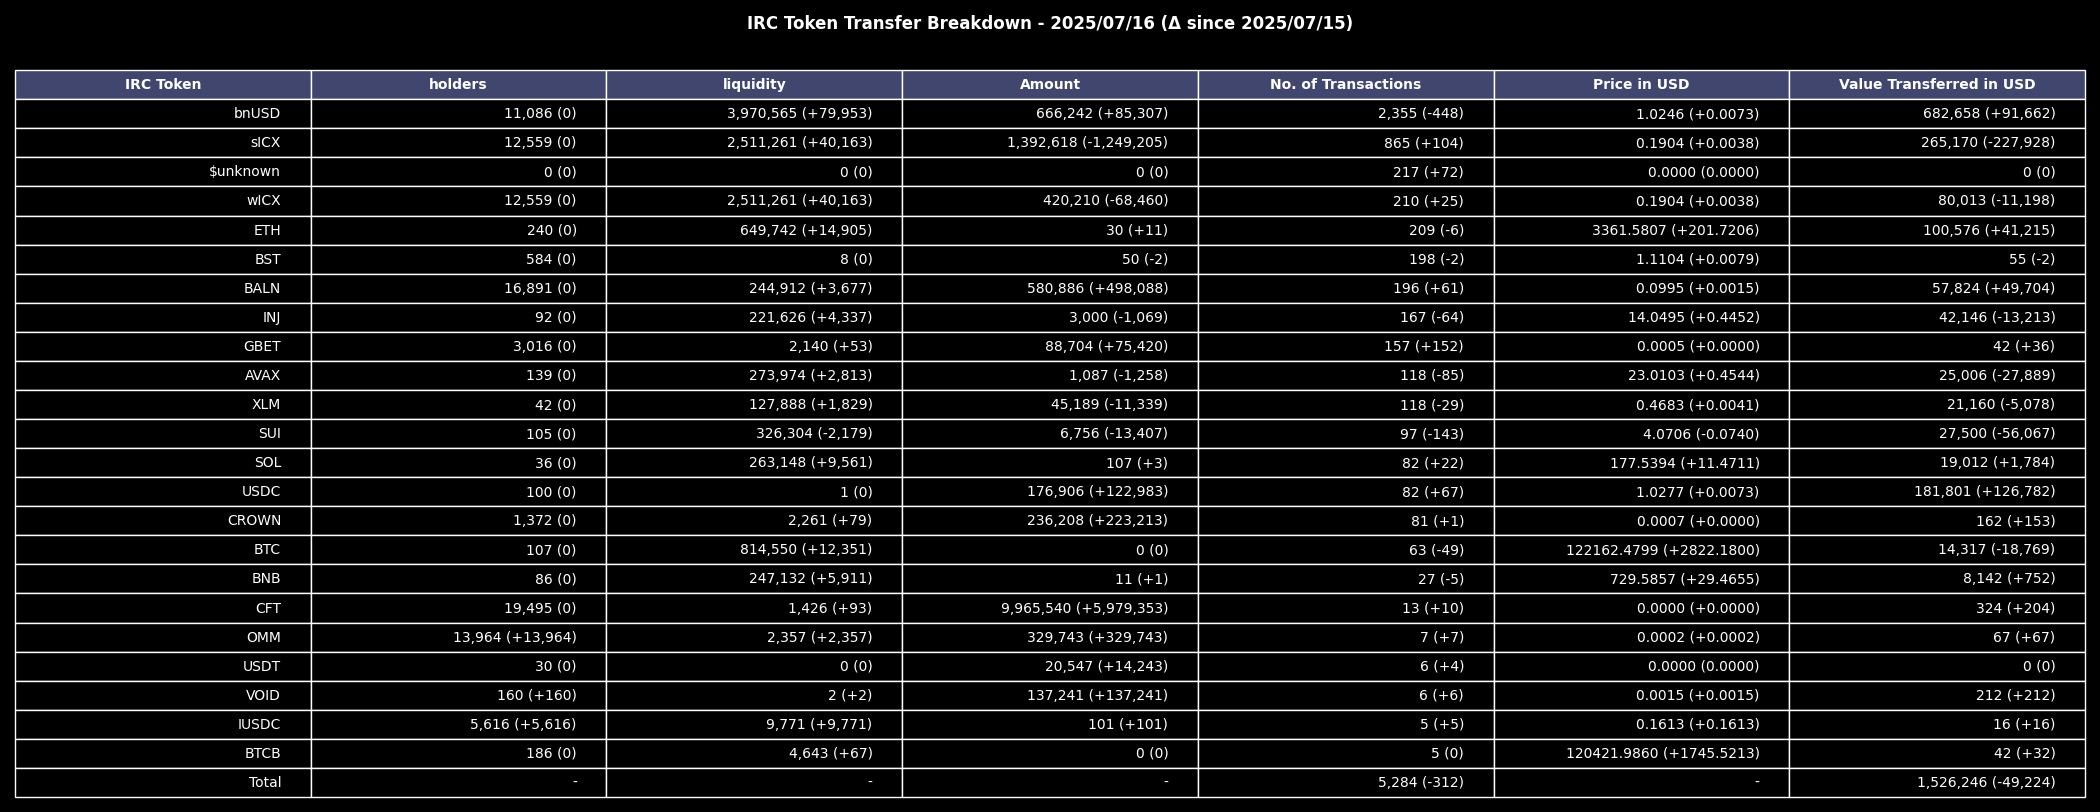 IRC Token Transfer Breakdown - 2025/07/16 (Δ since 2025/07/15)
IRC Token holders liquidity Amount No. of Transactions Price in USD Value Transferred in USD
bnUSD 11,086 (0) 3,970,565 (+79,953) 666,242 (+85,307) 2,355 (-448) 1.0246 (+0.0073) 682,658 (+91,662)
sICX 12,559 (0) 2,511,261 (+40,163) 1,392,618 (-1,249,205) 865 (+104) 0.1904 (+0.0038) 265,170 (-227,928)
$unknown 0 (0) 0 (0) 0 (0) 217 (+72) 0.0000 (0.0000) 0 (0)
wICX 12,559 (0) 2,511,261 (+40,163) 420,210 (-68,460) 210 (+25) 0.1904 (+0.0038) 80,013 (-11,198)
ETH 240 (0) 649,742 (+14,905) 30 (+11) 209 (-6) 3361.5807 (+201.7206) 100,576 (+41,215)
BST 584 (0) 8 (0) 50 (-2) 198 (-2) 1.1104 (+0.0079) 55 (-2)
BALN 16,891 (0) 244,912 (+3,677) 580,886 (+498,088) 196 (+61) 0.0995 (+0.0015) 57,824 (+49,704)
INJ 92 (0) 221,626 (+4,337) 3,000 (-1,069) 167 (-64) 14.0495 (+0.4452) 42,146 (-13,213)
GBET 3,016 (0) 2,140 (+53) 88,704 (+75,420) 157 (+152) 0.0005 (+0.0000) 42 (+36)
AVAX 139 (0) 273,974 (+2,813) 1,087 (-1,258) 118 (-85) 23.0103 (+0.4544) 25,006 (-27,889)
XLM 42 (0) 127,888 (+1,829) 45,189 (-11,339) 118 (-29) 0.4683 (+0.0041) 21,160 (-5,078)
SUI 105 (0) 326,304 (-2,179) 6,756 (-13,407) 97 (-143) 4.0706 (-0.0740) 27,500 (-56,067)
SOL 36 (0) 263,148 (+9,561) 107 (+3) 82 (+22) 177.5394 (+11.4711) 19,012 (+1,784)
USDC 100 (0) 1 (0) 176,906 (+122,983) 82 (+67) 1.0277 (+0.0073) 181,801 (+126,782)
CROWN 1,372 (0) 2,261 (+79) 236,208 (+223,213) 81 (+1) 0.0007 (+0.0000) 162 (+153)
BTC 107 (0) 814,550 (+12,351) 0 (0) 63 (-49) 122162.4799 (+2822.1800) 14,317 (-18,769)
BNB 86 (0) 247,132 (+5,911) 11 (+1) 27 (-5) 729.5857 (+29.4655) 8,142 (+752)
CFT 19,495 (0) 1,426 (+93) 9,965,540 (+5,979,353) 13 (+10) 0.0000 (+0.0000) 324 (+204)
OMM 13,964 (+13,964) 2,357 (+2,357) 329,743 (+329,743) 7 (+7) 0.0002 (+0.0002) 67 (+67)
USDT 30 (0) 0 (0) 20,547 (+14,243) 6 (+4) 0.0000 (0.0000) 0 (0)
VOID 160 (+160) 2 (+2) 137,241 (+137,241) 6 (+6) 0.0015 (+0.0015) 212 (+212)
IUSDC 5,616 (+5,616) 9,771 (+9,771) 101 (+101) 5 (+5) 0.1613 (+0.1613) 16 (+16)
BTCB 186 (0) 4,643 (+67) 0 (0) 5 (0) 120421.9860 (+1745.5213) 42 (+32)
Total - - - 5,284 (-312) - 1,526,246 (-49,224)